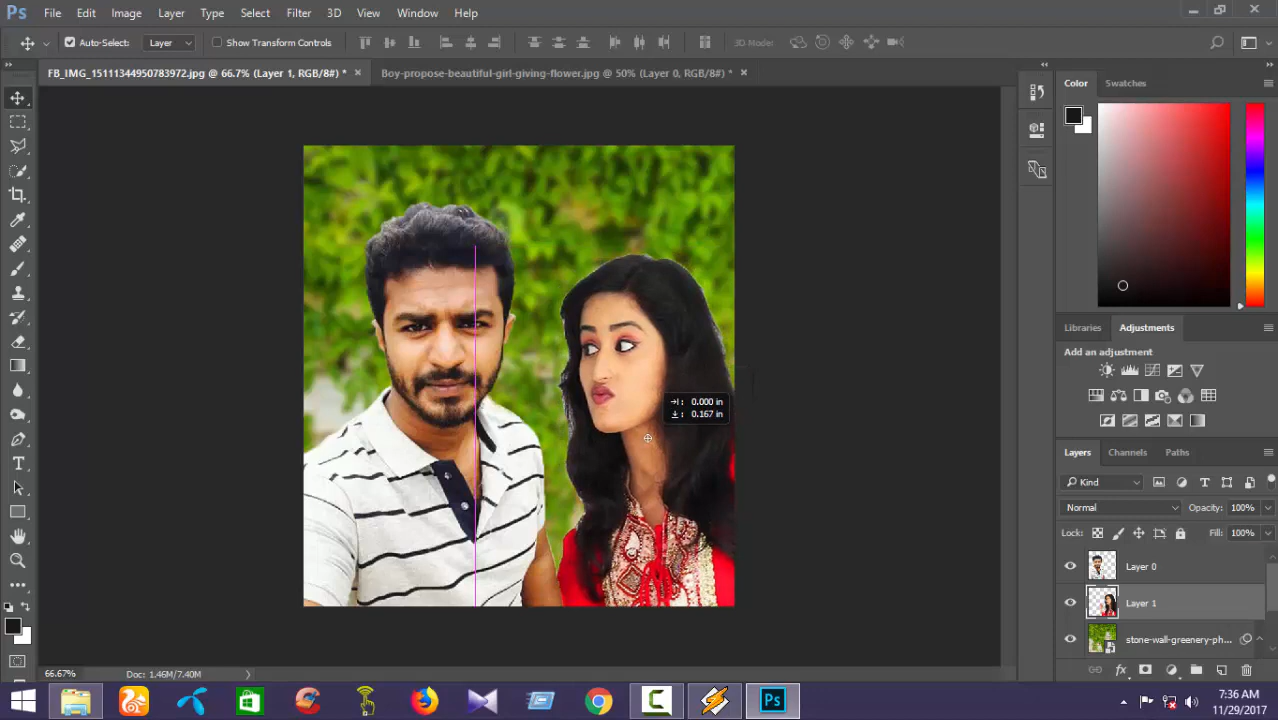 Ps File Edit Image Layer Type Select Filter 3D View Window Help
Auto-Select: Layer Show Transform Controls 3D Mode:
FB_IMG_15111344950783972.jpg @ 66.7% (Layer 1, RGB/8#) * × Boy-propose-beautiful-girl-giving-flower.jpg @ 50% (Layer 0, RGB/8#) * ×
Color Swatches
Libraries Adjustments
Add an adjustment
: 0.000 in
: 0.167 in
Layers Channels Paths
Kind
Normal Opacity: 100%
Lock: Fill: 100%
Layer 0
Layer 1
stone-wall-greenery-ph...
66.67% Doc: 1.46M/7.40M
Ps
7:36 AM
11/29/2017